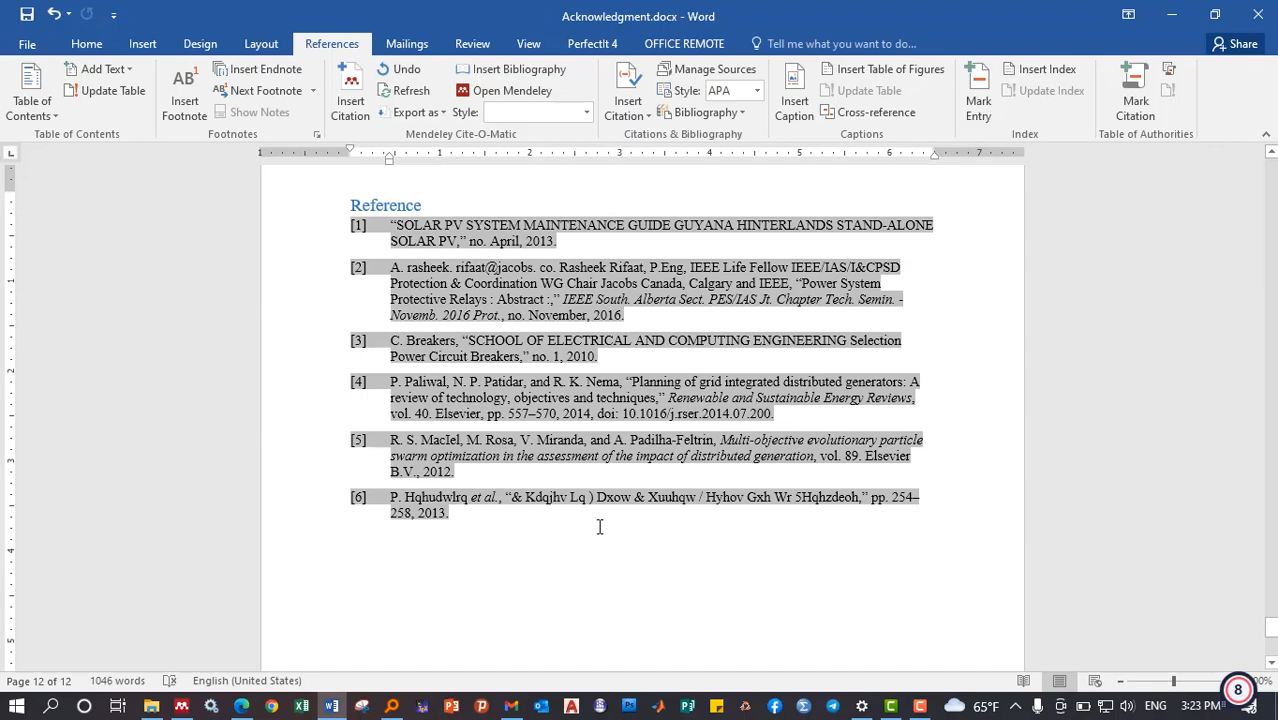 Acknowledgment.docx - Word
File Home Insert Design Layout References Mailings Review View PerfectIt 4 OFFICE REMOTE Tell me what you want to do... Share
Table of Contents
Add Text
Update Table
Table of Contents
AB1
Insert Footnote
Insert Endnote
Next Footnote
Show Notes
Footnotes
Insert Citation
Undo
Refresh
Export as
Insert Bibliography
Open Mendeley
Style:
Mendeley Cite-O-Matic
Insert Citation
Manage Sources
Style: APA
Bibliography
Citations & Bibliography
Insert Caption
Insert Table of Figures
Update Table
Cross-reference
Captions
Mark Entry
Insert Index
Update Index
Index
Mark Citation
Table of Authorities
1 1 2 3 4 5 6 7
Reference
[1] “SOLAR PV SYSTEM MAINTENANCE GUIDE GUYANA HINTERLANDS STAND-ALONE
SOLAR PV,” no. April, 2013.
[2] A. rasheek. rifaat@jacobs. co. Rasheek Rifaat, P.Eng, IEEE Life Fellow IEEE/IAS/I&CPSD
Protection & Coordination WG Chair Jacobs Canada, Calgary and IEEE, “Power System
Protective Relays : Abstract :,” IEEE South. Alberta Sect. PES/IAS Jt. Chapter Tech. Semin. -
Novemb. 2016 Prot., no. November, 2016.
[3] C. Breakers, “SCHOOL OF ELECTRICAL AND COMPUTING ENGINEERING Selection
Power Circuit Breakers,” no. 1, 2010.
[4] P. Paliwal, N. P. Patidar, and R. K. Nema, “Planning of grid integrated distributed generators: A
review of technology, objectives and techniques,” Renewable and Sustainable Energy Reviews,
vol. 40. Elsevier, pp. 557–570, 2014, doi: 10.1016/j.rser.2014.07.200.
[5] R. S. MacIel, M. Rosa, V. Miranda, and A. Padilha-Feltrin, Multi-objective evolutionary particle
swarm optimization in the assessment of the impact of distributed generation, vol. 89. Elsevier
B.V., 2012.
[6] P. Hqhudwlrq et al., “& Kdqjhv Lq ) Dxow & Xuuhqw / Hyhov Gxh Wr 5Hqhzdeoh,” pp. 254–
258, 2013.
Page 12 of 12 1046 words English (United States)
8
65°F ENG 3:23 PM